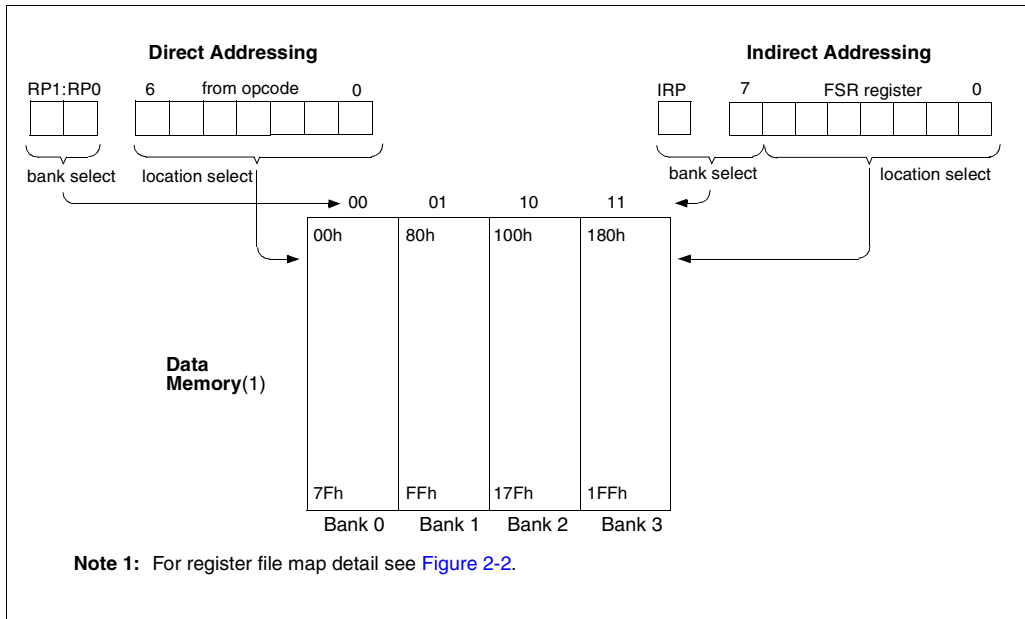 Direct Addressing
Indirect Addressing
RP1:RP0 6 from opcode 0
IRP 7 FSR register 0
bank select location select
bank select location select
00 01 10 11
00h 80h 100h 180h
Data
Memory(1)
7Fh FFh 17Fh 1FFh
Bank 0 Bank 1 Bank 2 Bank 3
Note 1: For register file map detail see Figure 2-2.